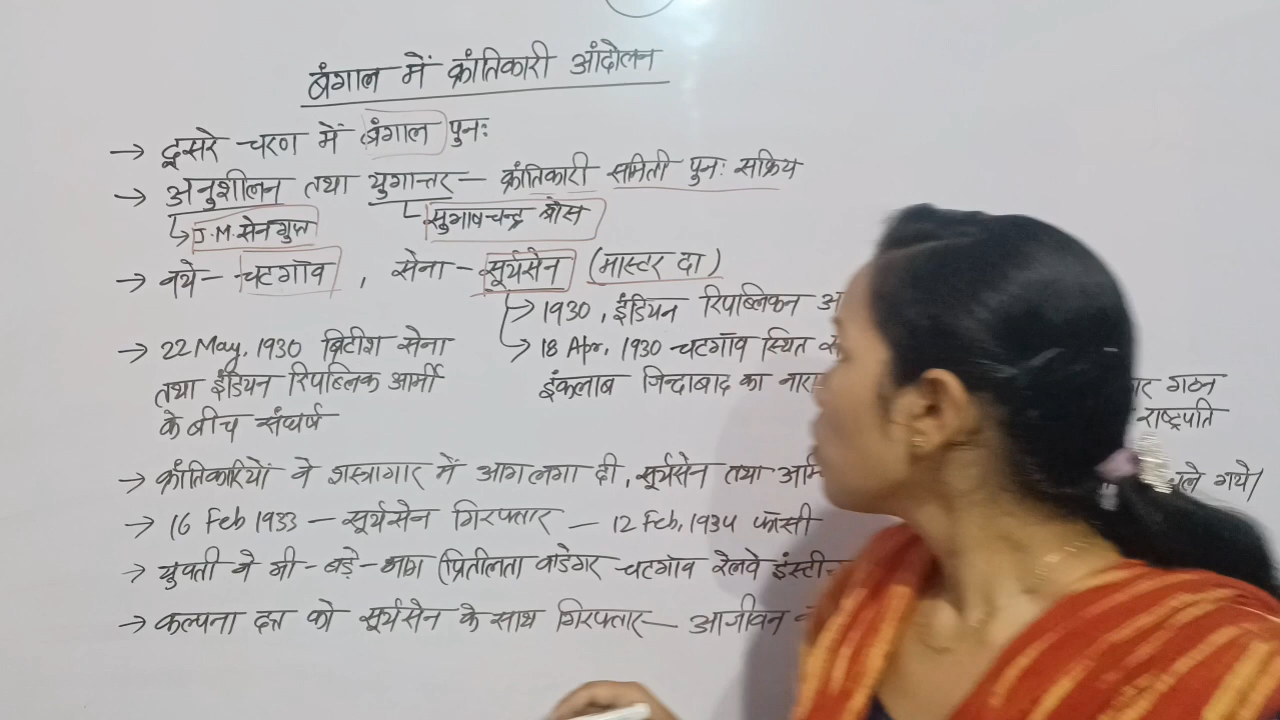 बंगाल में क्रांतिकारी आंदोलन
→ दूसरे चरण में बंगाल पुनः
→ अनुशीलन तथा युगान्तर – क्रांतिकारी समिती पुनः सक्रिय
J.M. सेनगुप्त सुभाषचन्द्र बोस
→ नये – चटगाँव , सेना – सूर्यसेन (मास्टर दा)
→ 1930, इंडियन रिपब्लिकन
→ 22 May, 1930 ब्रिटीश सेना → 18 Apr, 1930 चटगाँव स्थित
तथा इंडियन रिपब्लिक आर्मी इंकलाब जिन्दाबाद का नारा गठन
के बीच संघर्ष राष्ट्रपति
→ क्रांतिकारियों ने शस्त्रागार में आग लगा दी, सूर्यसेन तथा चले गये।
→ 16 Feb 1933 – सूर्यसेन गिरफ्तार – 12 Feb, 1934 फाँसी
→ युवती ने भी – बढ़े – भाग (प्रितीलता वाडेगर चटगाँव रेलवे
→ कल्पना दत्त को सूर्यसेन के साथ गिरफ्तार – आजीवन